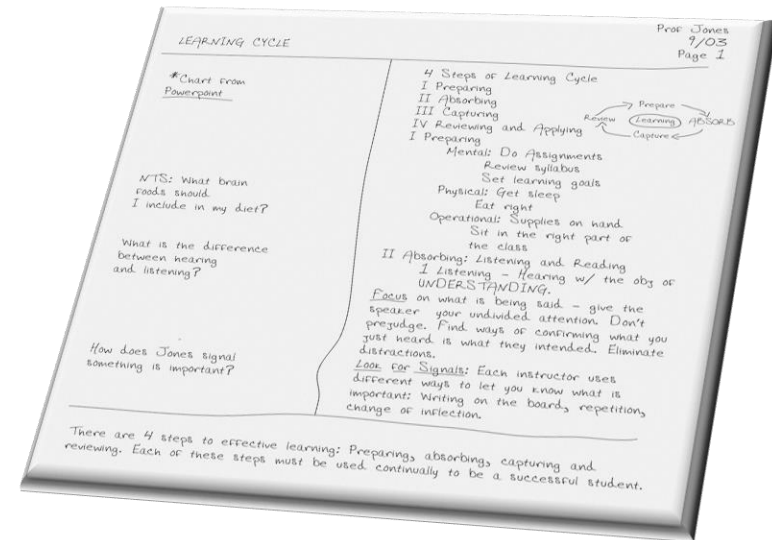 LEARNING CYCLE
Prof Jones
9/03
Page 1
*Chart from
Powerpoint
NTS: What brain
foods should
I include in my diet?
What is the difference
between hearing
and listening?
How does Jones signal
something is important?
4 Steps of Learning Cycle
I Preparing
II Absorbing
III Capturing
IV Reviewing and Applying
Prepare
Review Learning ABSORB
Capture
I Preparing
Mental: Do Assignments
Review syllabus
Set learning goals
Physical: Get sleep
Eat right
Operational: Supplies on hand
Sit in the right part of
the class
II Absorbing: Listening and Reading
1 Listening - Hearing w/ the obj of
UNDERSTANDING.
Focus on what is being said - give the
speaker your undivided attention. Don't
prejudge. Find ways of confirming what you
just heard is what they intended. Eliminate
distractions.
Look for Signals: Each instructor uses
different ways to let you know what is
important: Writing on the board, repetition,
change of inflection.
There are 4 steps to effective learning: Preparing, absorbing, capturing and
reviewing. Each of these steps must be used continually to be a successful student.